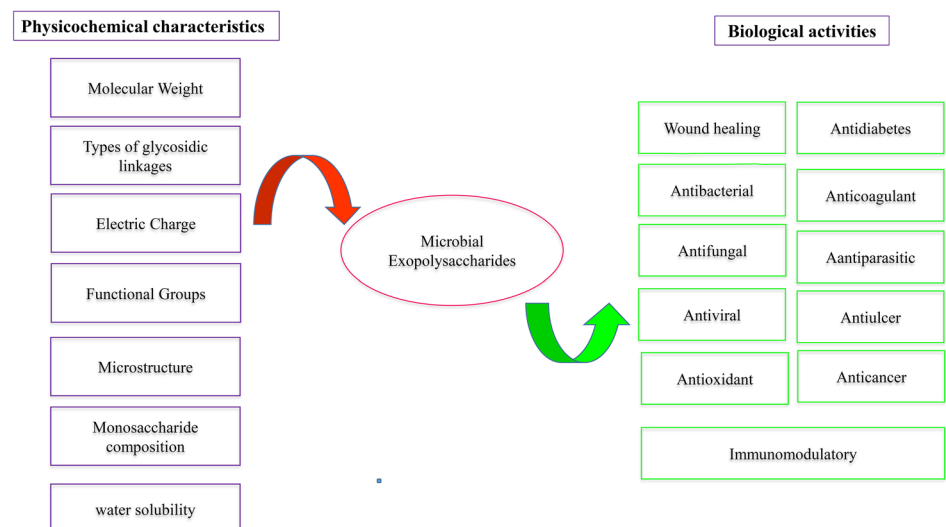 Physicochemical characteristics
Molecular Weight
Types of glycosidic
linkages
Electric Charge
Functional Groups
Microstructure
Monosaccharide
composition
water solubility
Microbial
Exopolysaccharides
Biological activities
Wound healing
Antidiabetes
Antibacterial
Anticoagulant
Antifungal
Aantiparasitic
Antiviral
Antiulcer
Antioxidant
Anticancer
Immunomodulatory